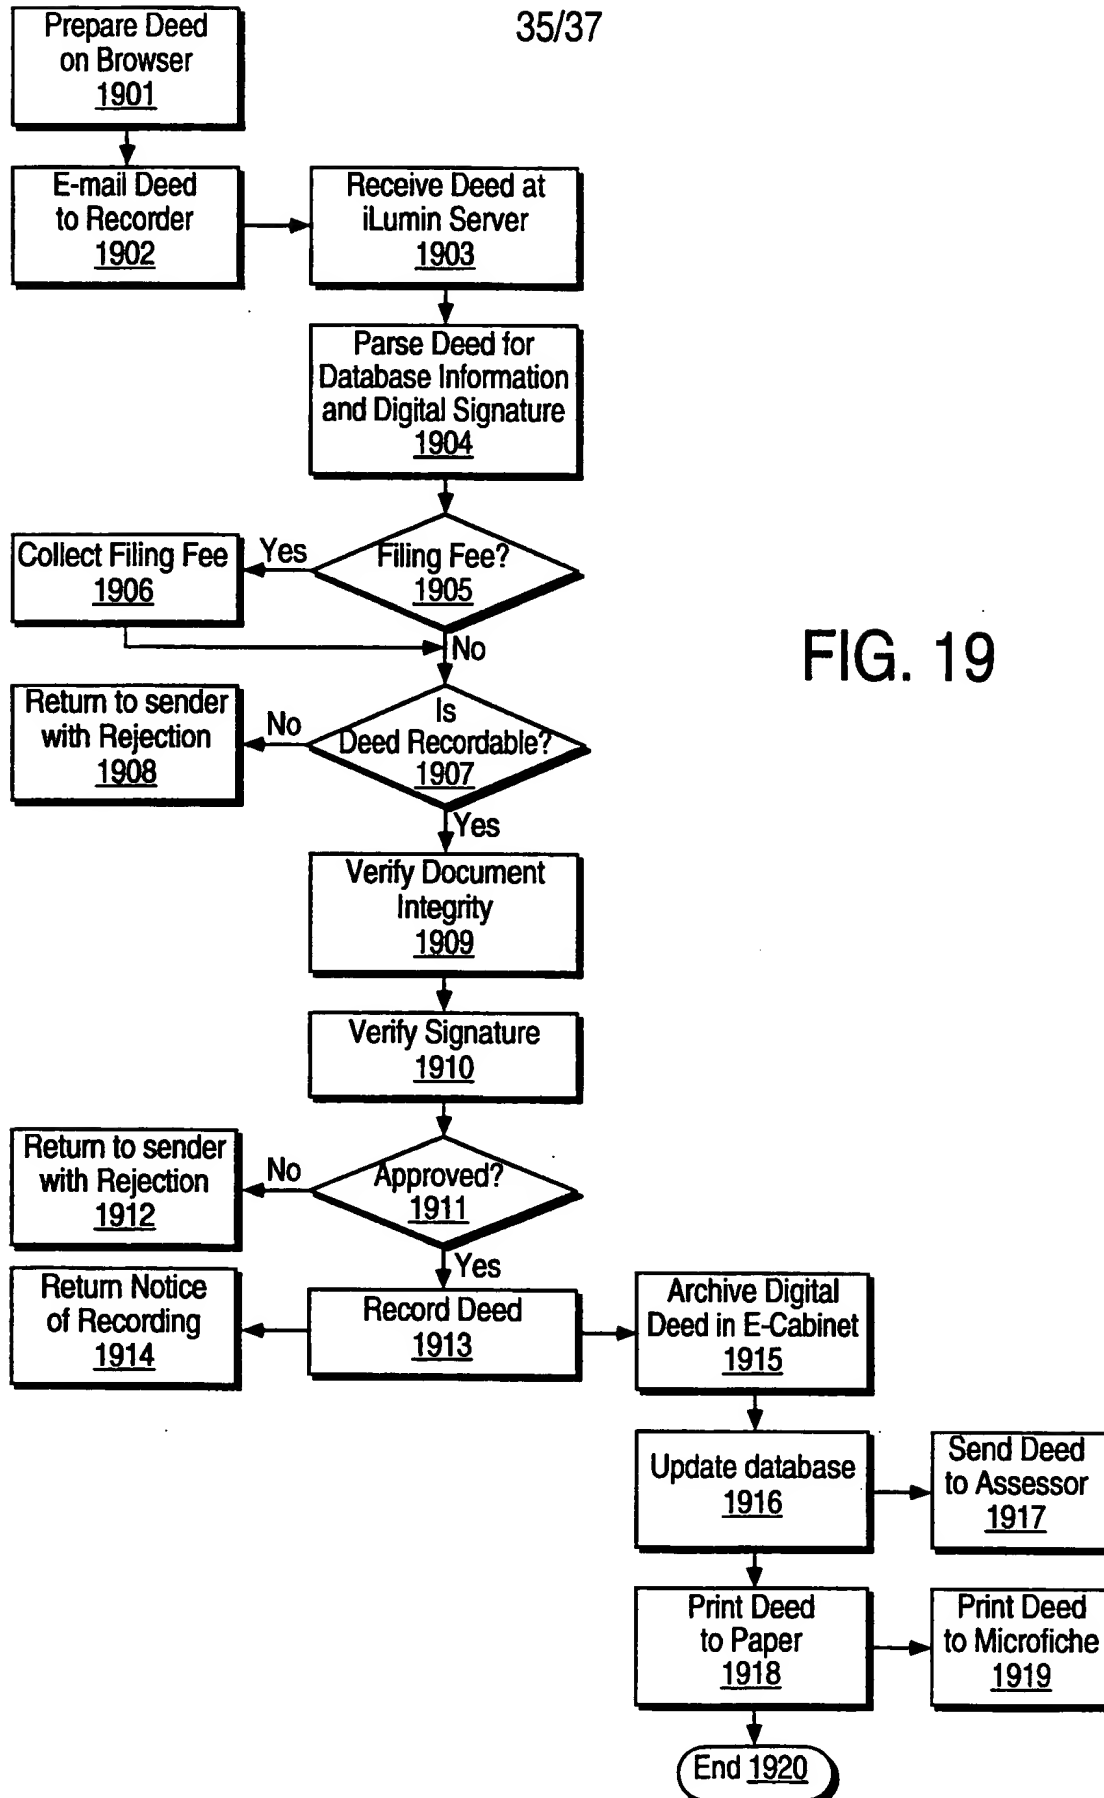 35/37
Prepare Deed
on Browser
1901
E-mail Deed
to Recorder
1902
Receive Deed at
iLumin Server
1903
Parse Deed for
Database Information
and Digital Signature
1904
Filing Fee?
1905
Yes
Collect Filing Fee
1906
No
FIG. 19
Is
Deed Recordable?
1907
No
Return to sender
with Rejection
1908
Yes
Verify Document
Integrity
1909
Verify Signature
1910
Approved?
1911
No
Return to sender
with Rejection
1912
Yes
Record Deed
1913
Return Notice
of Recording
1914
Archive Digital
Deed in E-Cabinet
1915
Update database
1916
Send Deed
to Assessor
1917
Print Deed
to Paper
1918
Print Deed
to Microfiche
1919
End 1920